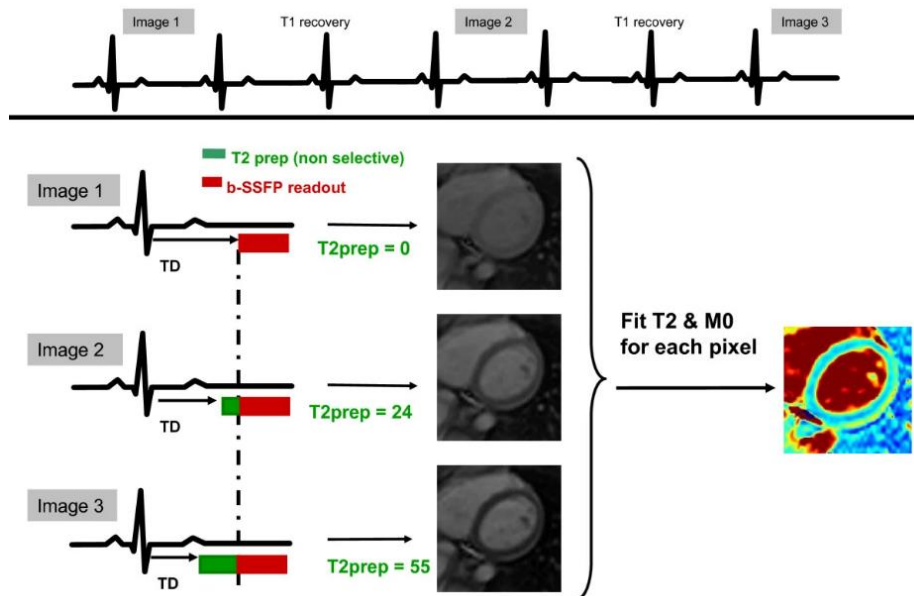 Image 1
T1 recovery
Image 2
T1 recovery
Image 3
T2 prep (non selective)
b-SSFP readout
Image 1
TD
T2prep = 0
Image 2
TD
T2prep = 24
Image 3
TD
T2prep = 55
Fit T2 & M0
for each pixel